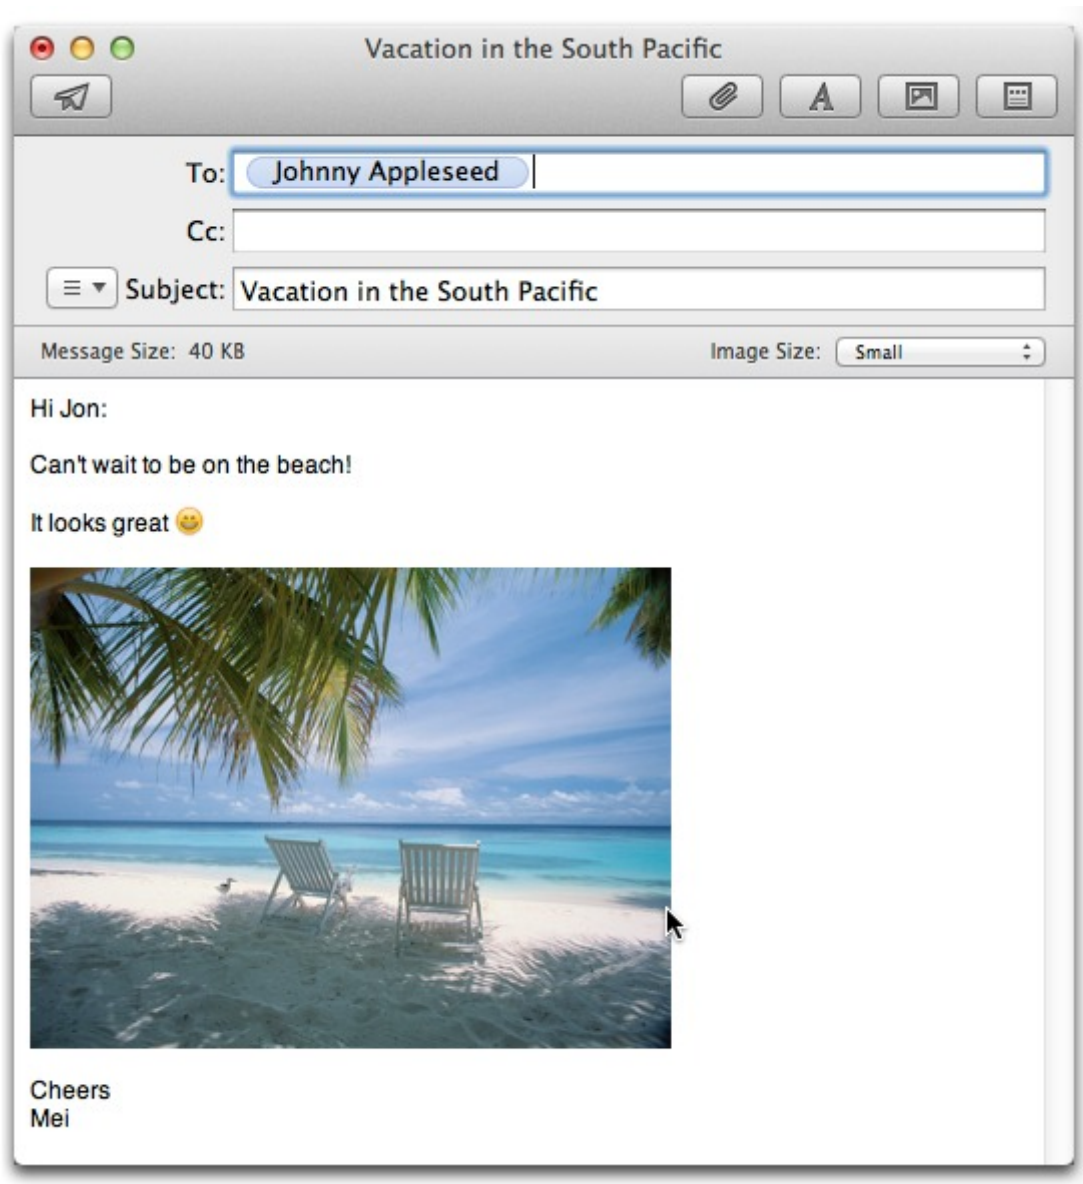 Vacation in the South Pacific
To: Johnny Appleseed
Cc:
Subject: Vacation in the South Pacific
Message Size: 40 KB Image Size: Small
Hi Jon:
Can't wait to be on the beach!
It looks great 😀
Cheers
Mei